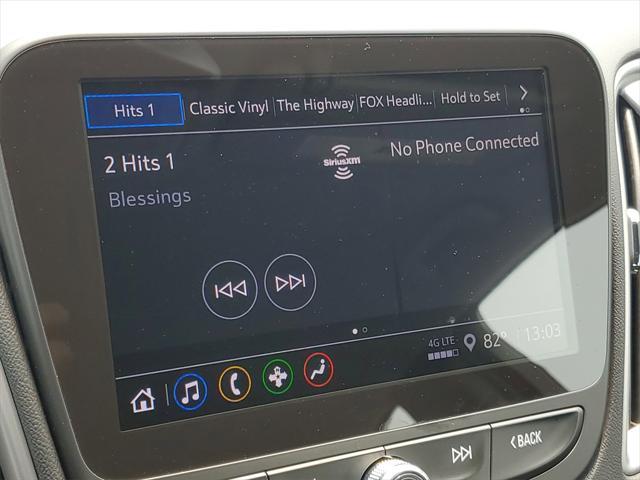 Hits 1 Classic Vinyl The Highway FOX Headli... Hold to Set
2 Hits 1
SiriusXM
No Phone Connected
Blessings
4G LTE 82° 13:03
BACK